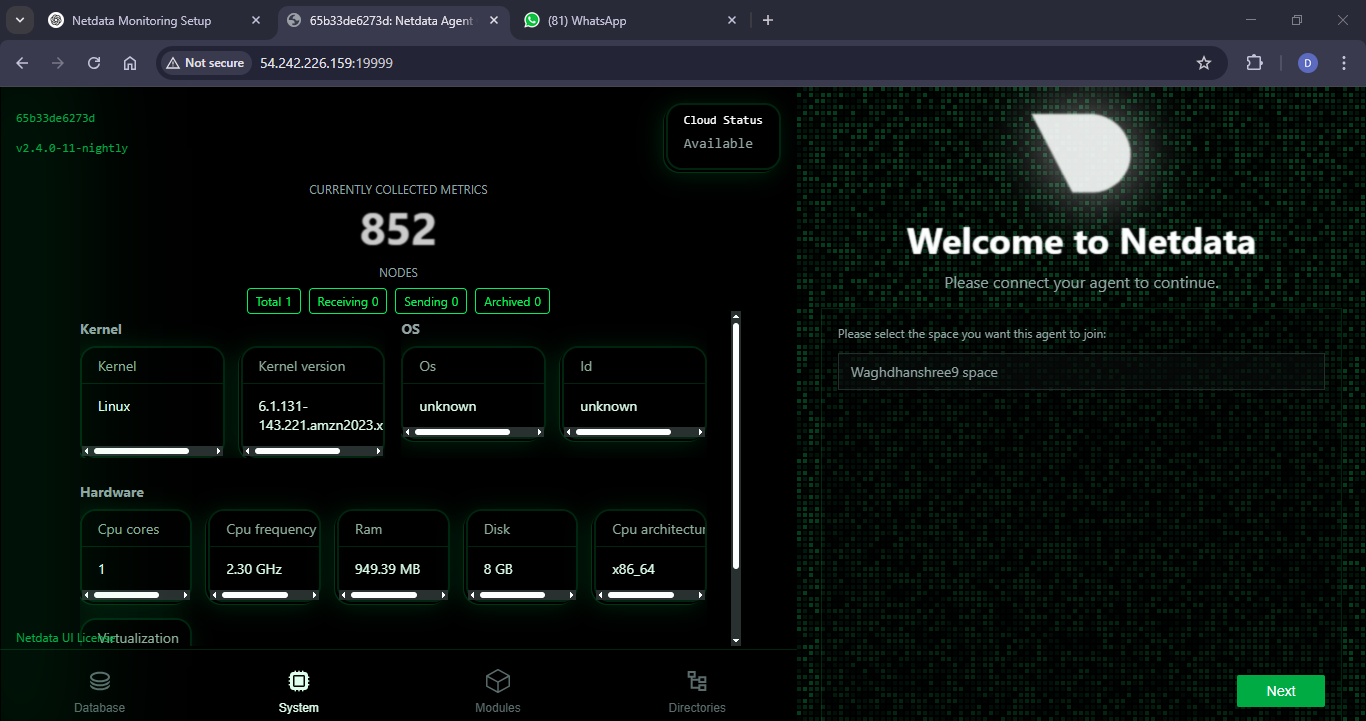 Netdata Monitoring Setup
65b33de6273d: Netdata Agent
(81) WhatsApp
Not secure
54.242.226.159:19999
D
65b33de6273d
v2.4.0-11-nightly
Cloud Status
Available
CURRENTLY COLLECTED METRICS
852
NODES
Total 1
Receiving 0
Sending 0
Archived 0
Kernel
OS
Kernel
Kernel version
Os
Id
Linux
6.1.131-
143.221.amzn2023.x
unknown
unknown
Hardware
Cpu cores
Cpu frequency
Ram
Disk
Cpu architectur
1
2.30 GHz
949.39 MB
8 GB
x86_64
Virtualization
Netdata UI License
Database
System
Modules
Directories
Welcome to Netdata
Please connect your agent to continue.
Please select the space you want this agent to join:
Waghdhanshree9 space
Next